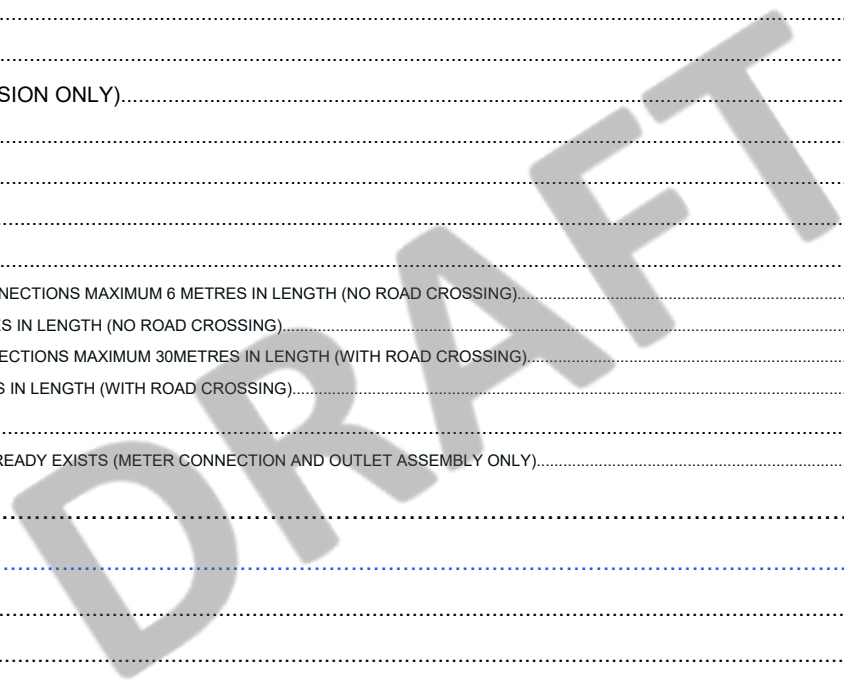 SION ONLY)
NECTIONS MAXIMUM 6 METRES IN LENGTH (NO ROAD CROSSING)
S IN LENGTH (NO ROAD CROSSING)
ECTIONS MAXIMUM 30METRES IN LENGTH (WITH ROAD CROSSING)
S IN LENGTH (WITH ROAD CROSSING)
READY EXISTS (METER CONNECTION AND OUTLET ASSEMBLY ONLY)
DRAFT